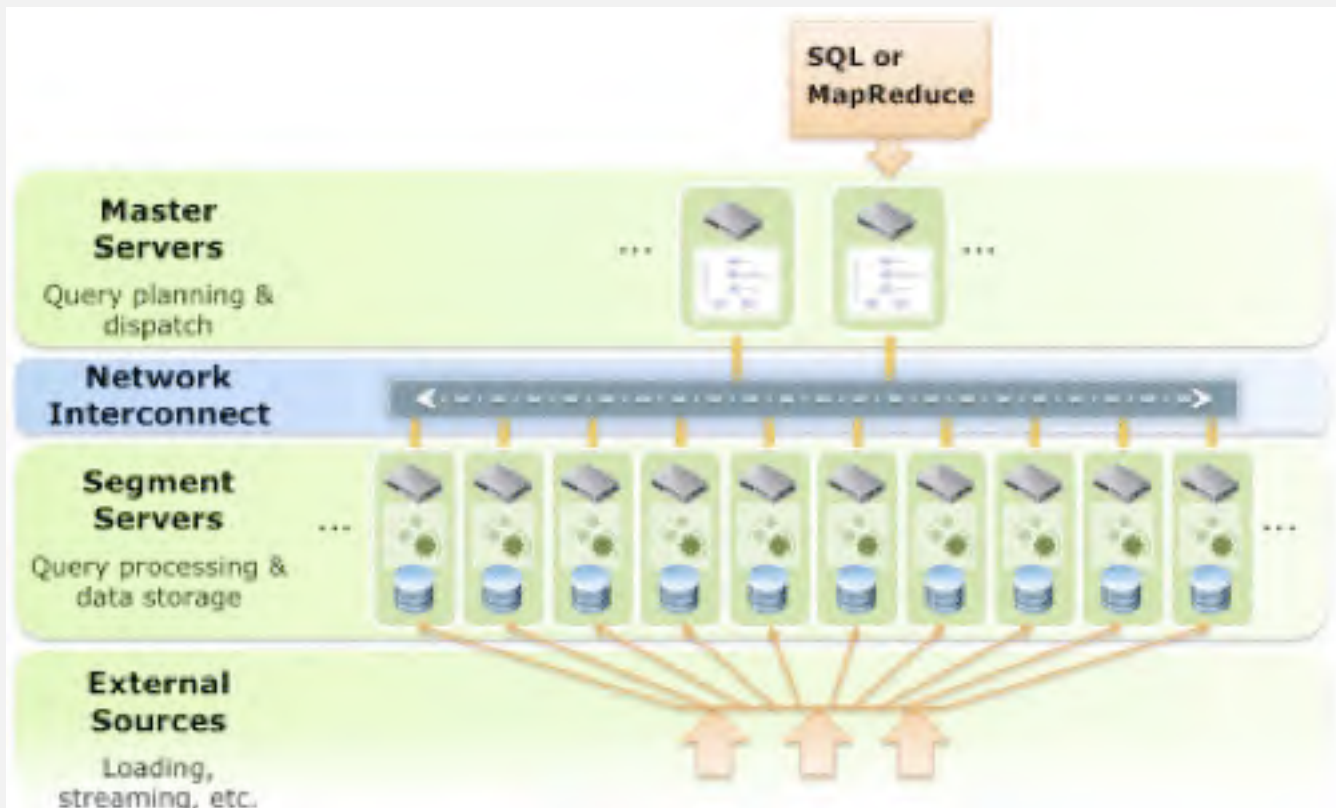 SQL or
MapReduce
Master
Servers
Query planning &
dispatch
...
...
Network
Interconnect
Segment
Servers
Query processing &
data storage
...
...
External
Sources
Loading,
streaming, etc.